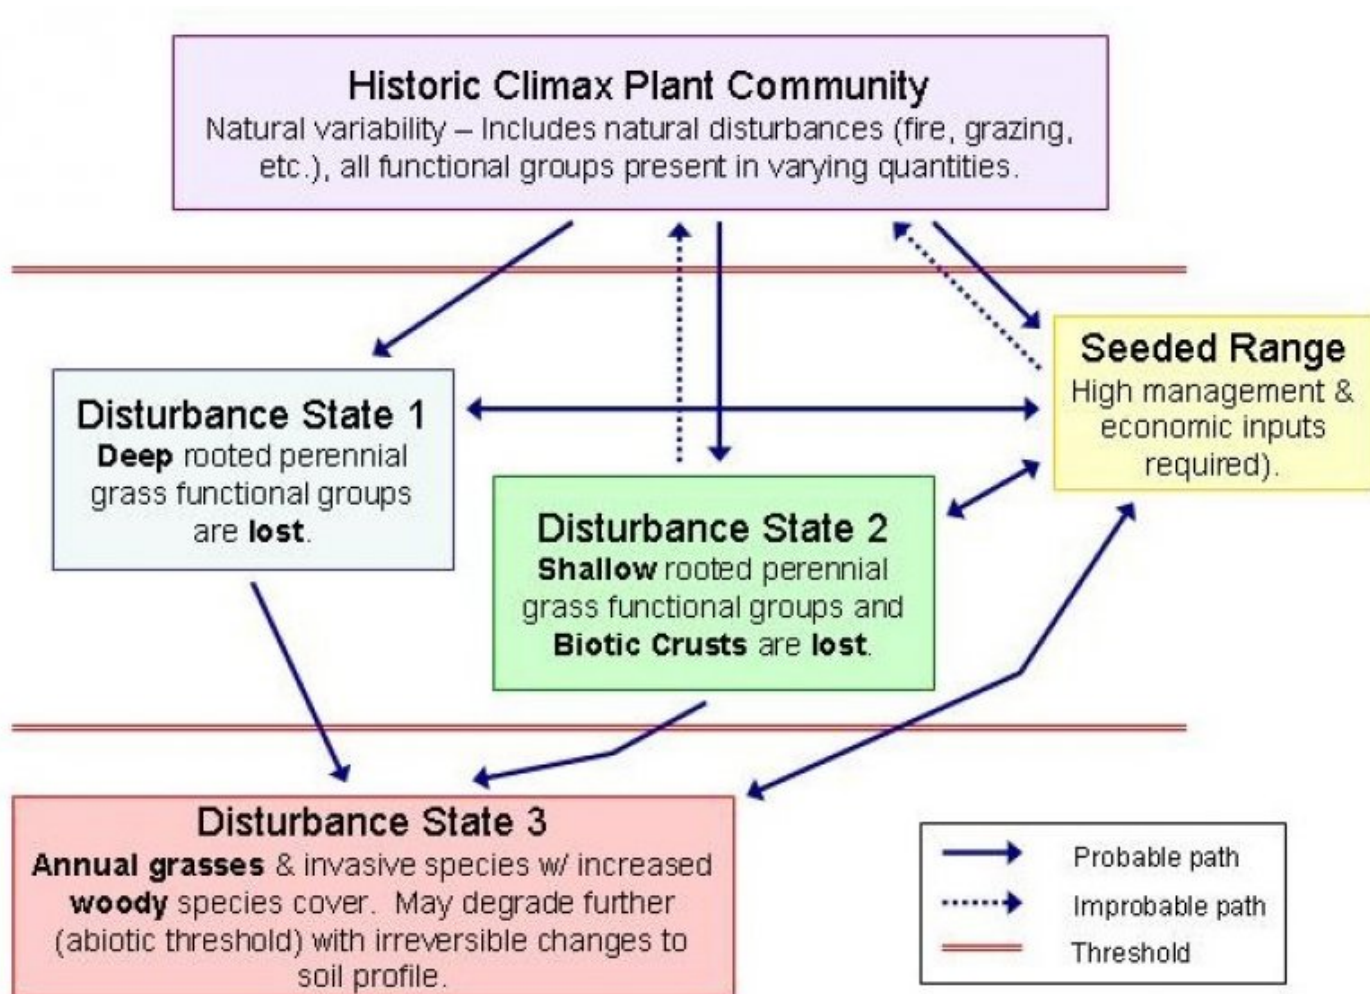 Historic Climax Plant Community
Natural variability – Includes natural disturbances (fire, grazing,
etc.), all functional groups present in varying quantities.
Seeded Range
High management &
economic inputs
required).
Disturbance State 1
Deep rooted perennial
grass functional groups
are lost.
Disturbance State 2
Shallow rooted perennial
grass functional groups and
Biotic Crusts are lost.
Disturbance State 3
Annual grasses & invasive species w/ increased
woody species cover.  May degrade further
(abiotic threshold) with irreversible changes to
soil profile.
Probable path
Improbable path
Threshold